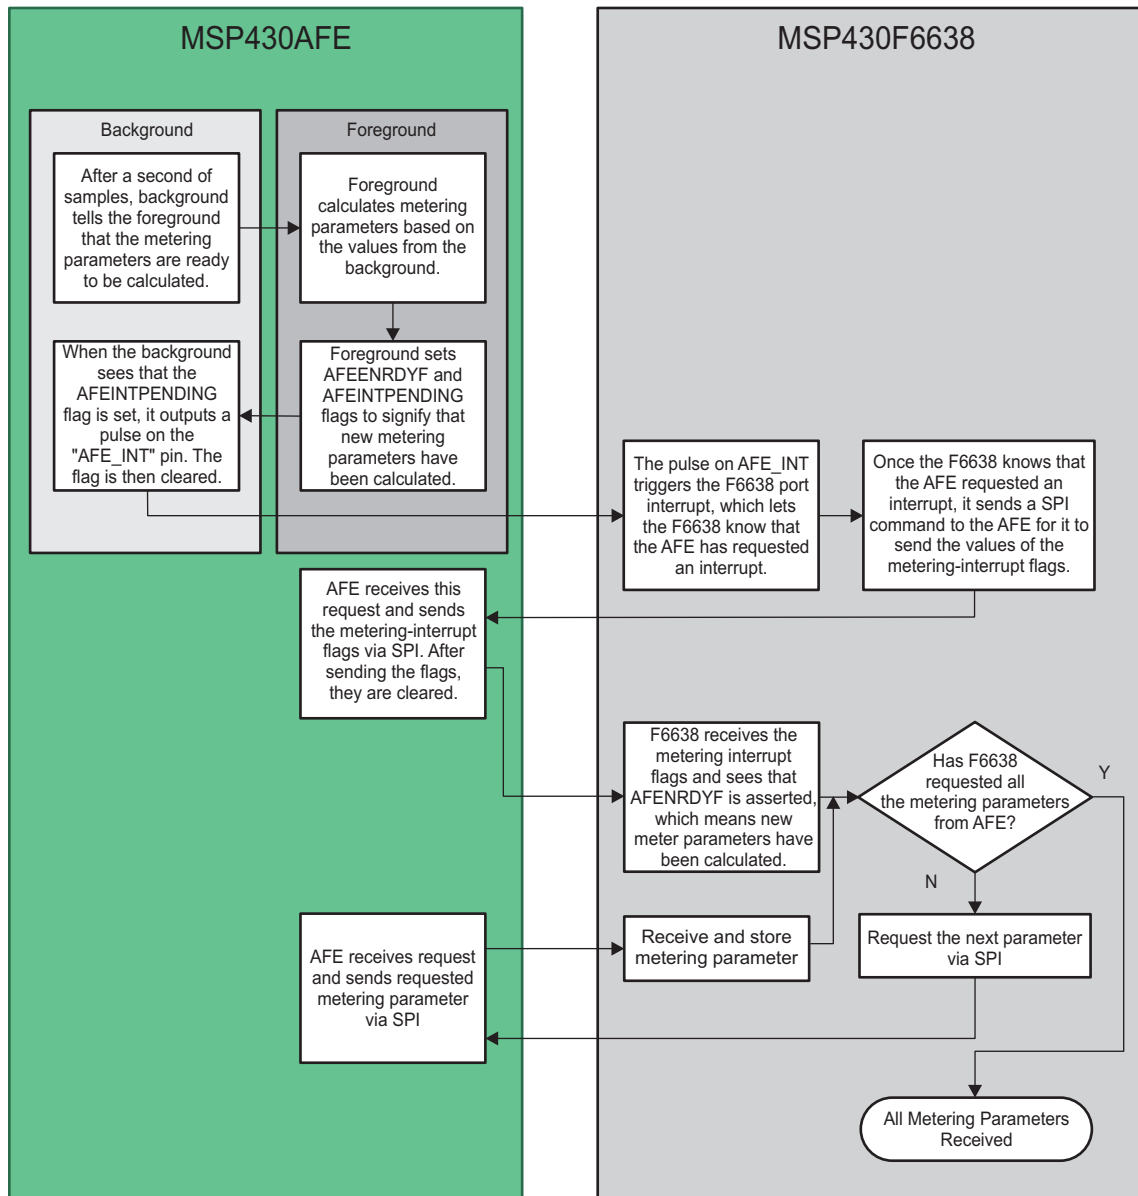 MSP430AFE
MSP430F6638
Background
Foreground
After a second of
samples, background
tells the foreground
that the metering
parameters are ready
to be calculated.
Foreground
calculates metering
parameters based on
the values from the
background.
When the background
sees that the
AFEINTPENDING
flag is set, it outputs a
pulse on the
"AFE_INT" pin. The
flag is then cleared.
Foreground sets
AFEENRDYF and
AFEINTPENDING
flags to signify that
new metering
parameters have
been calculated.
The pulse on AFE_INT
triggers the F6638 port
interrupt, which lets
the F6638 know that
the AFE has requested
an interrupt.
Once the F6638 knows that
the AFE requested an
interrupt, it sends a SPI
command to the AFE for it to
send the values of the
metering-interrupt flags.
AFE receives this
request and sends
the metering-interrupt
flags via SPI. After
sending the flags,
they are cleared.
F6638 receives the
metering interrupt
flags and sees that
AFENRDYF is asserted,
which means new
meter parameters have
been calculated.
Has F6638
requested all
the metering parameters
from AFE?
Y
N
AFE receives request
and sends requested
metering parameter
via SPI
Receive and store
metering parameter
Request the next parameter
via SPI
All Metering Parameters
Received